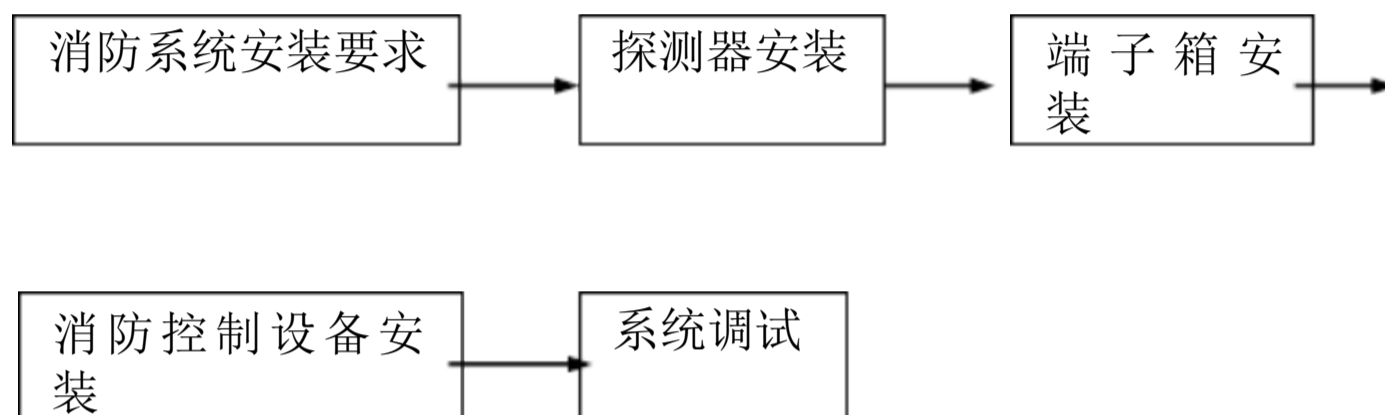 消防系统安装要求
探测器安装
端子箱安
装
消防控制设备安
装
系统调试